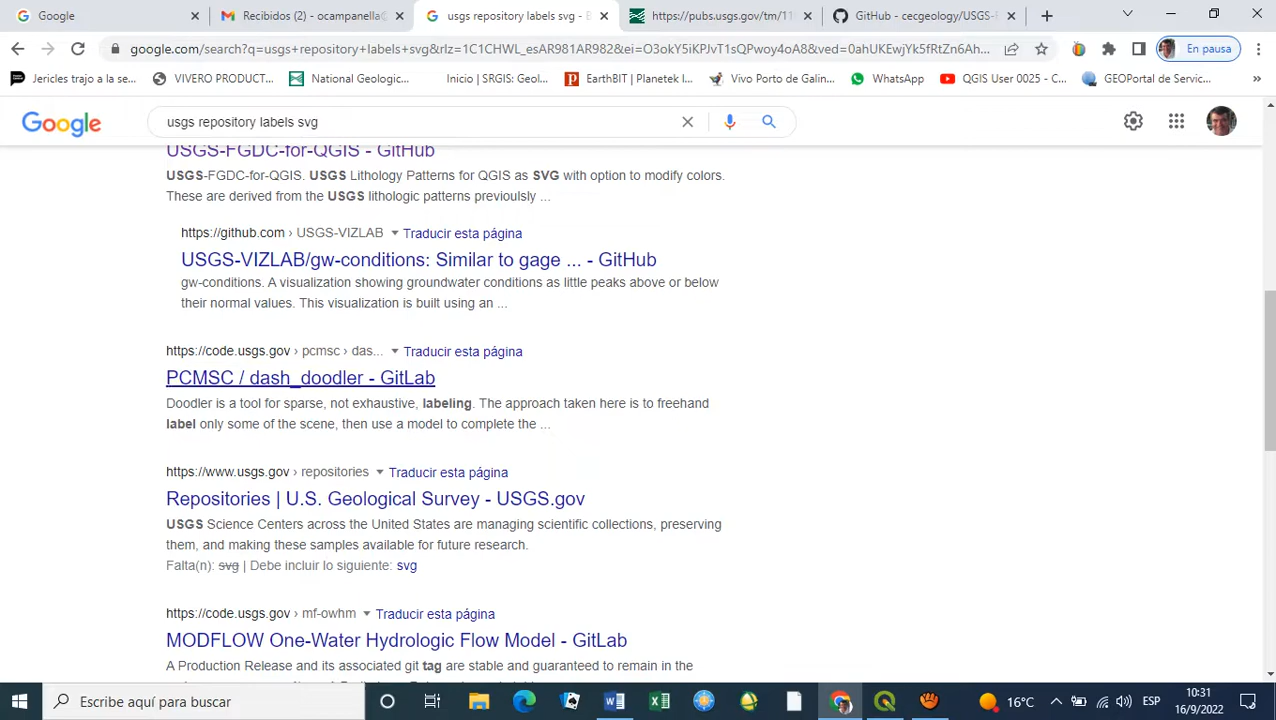 Google
Recibidos (2) - ocampanella@
usgs repository labels svg - B
https://pubs.usgs.gov/tm/11
GitHub - cecgeology/USGS-F
google.com/search?q=usgs+repository+labels+svg&rlz=1C1CHWL_esAR981AR982&ei=O3okY5iKPJvT1sQPwoy4oA8&ved=0ahUKEwjYk5fRtZn6Ah...
En pausa
Jericles trajo a la se...
VIVERO PRODUCT...
National Geologic...
Inicio | SRGIS: Geol...
EarthBIT | Planetek I...
Vivo Porto de Galin...
WhatsApp
QGIS User 0025 - C...
GEOPortal de Servic...
»
Google
usgs repository labels svg
USGS-FGDC-for-QGIS - GitHub
USGS-FGDC-for-QGIS. USGS Lithology Patterns for QGIS as SVG with option to modify colors.
These are derived from the USGS lithologic patterns previoulsly ...
https://github.com › USGS-VIZLAB Traducir esta página
USGS-VIZLAB/gw-conditions: Similar to gage ... - GitHub
gw-conditions. A visualization showing groundwater conditions as little peaks above or below
their normal values. This visualization is built using an ...
https://code.usgs.gov › pcmsc › das... Traducir esta página
PCMSC / dash_doodler - GitLab
Doodler is a tool for sparse, not exhaustive, labeling. The approach taken here is to freehand
label only some of the scene, then use a model to complete the ...
https://www.usgs.gov › repositories Traducir esta página
Repositories | U.S. Geological Survey - USGS.gov
USGS Science Centers across the United States are managing scientific collections, preserving
them, and making these samples available for future research.
Falta(n): svg | Debe incluir lo siguiente: svg
https://code.usgs.gov › mf-owhm Traducir esta página
MODFLOW One-Water Hydrologic Flow Model - GitLab
A Production Release and its associated git tag are stable and guaranteed to remain in the
Escribe aquí para buscar
16°C
ESP
10:31
16/9/2022